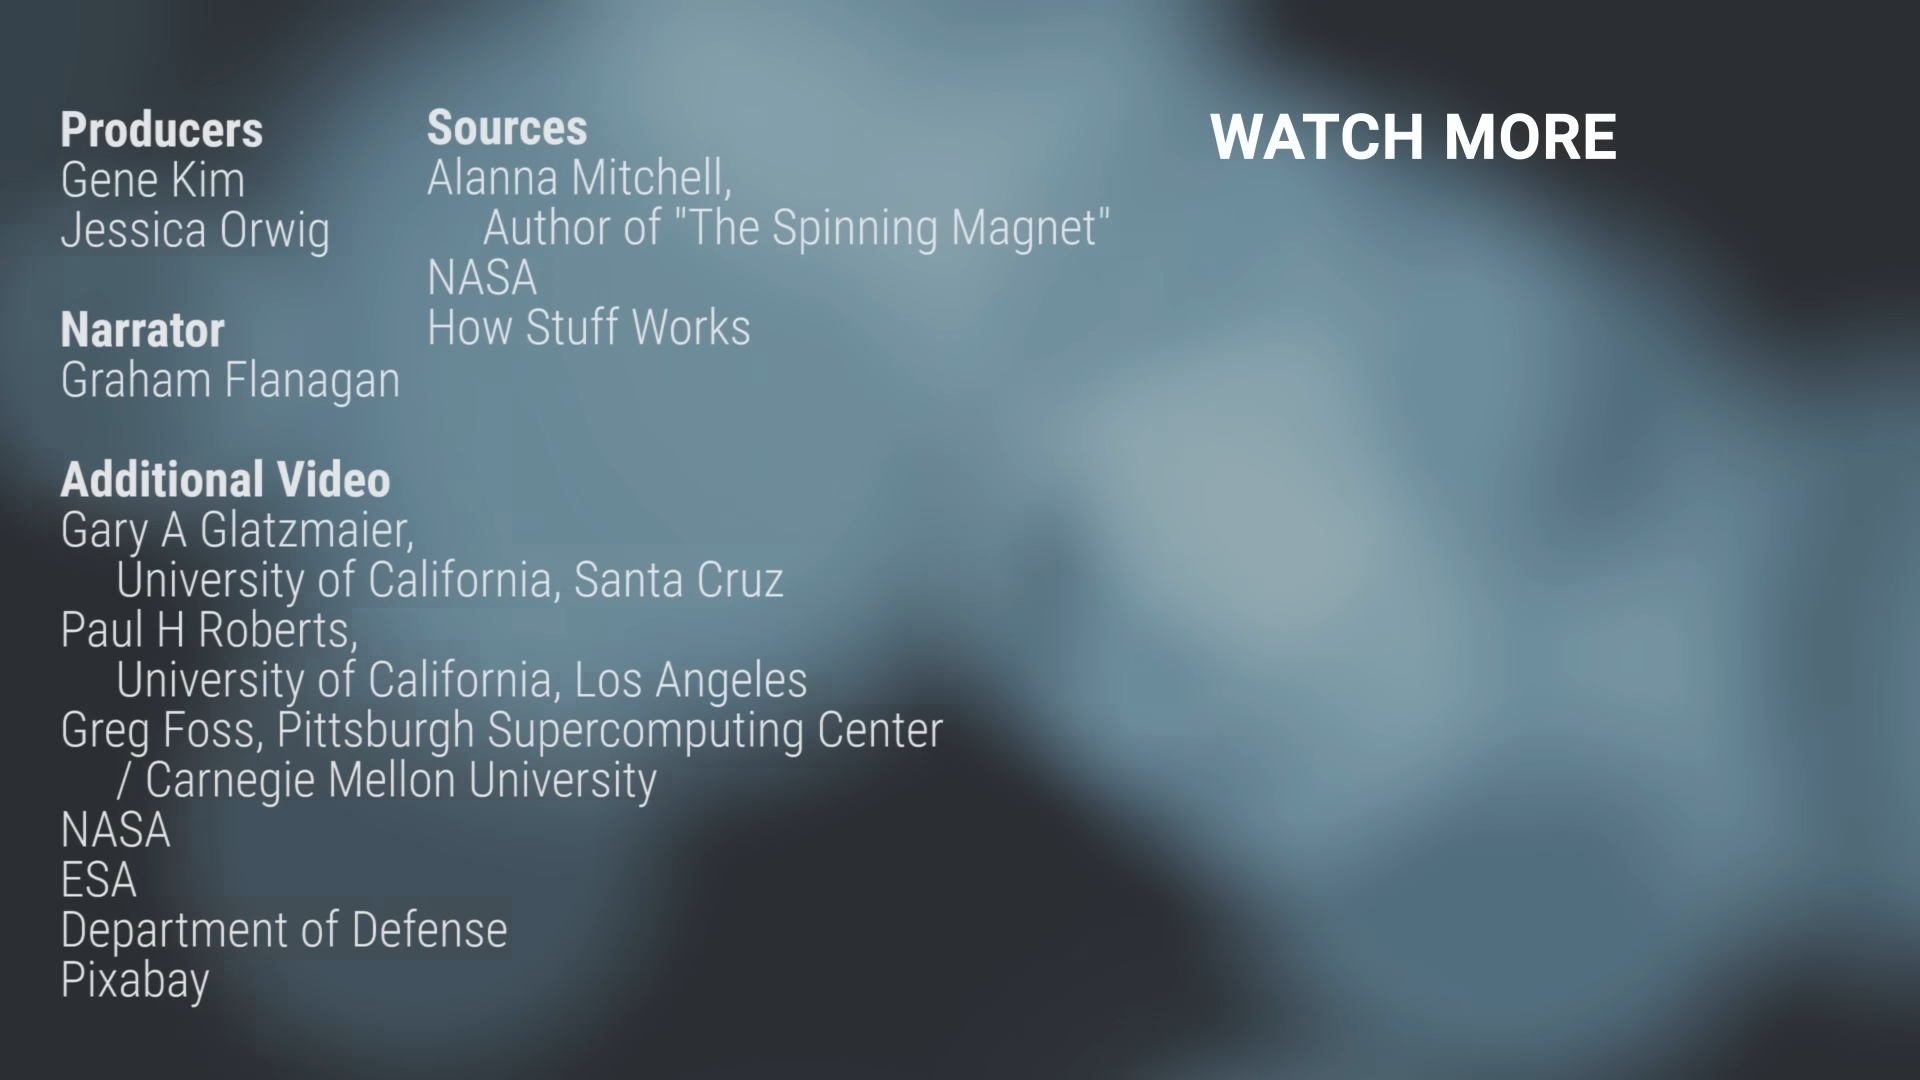 Producers
Gene Kim
Jessica Orwig
Narrator
Graham Flanagan
Additional Video
Gary A Glatzmaier,
University of California, Santa Cruz
Paul H Roberts,
University of California, Los Angeles
Greg Foss, Pittsburgh Supercomputing Center
/ Carnegie Mellon University
NASA
ESA
Department of Defense
Pixabay
Sources
Alanna Mitchell,
Author of "The Spinning Magnet"
NASA
How Stuff Works
WATCH MORE